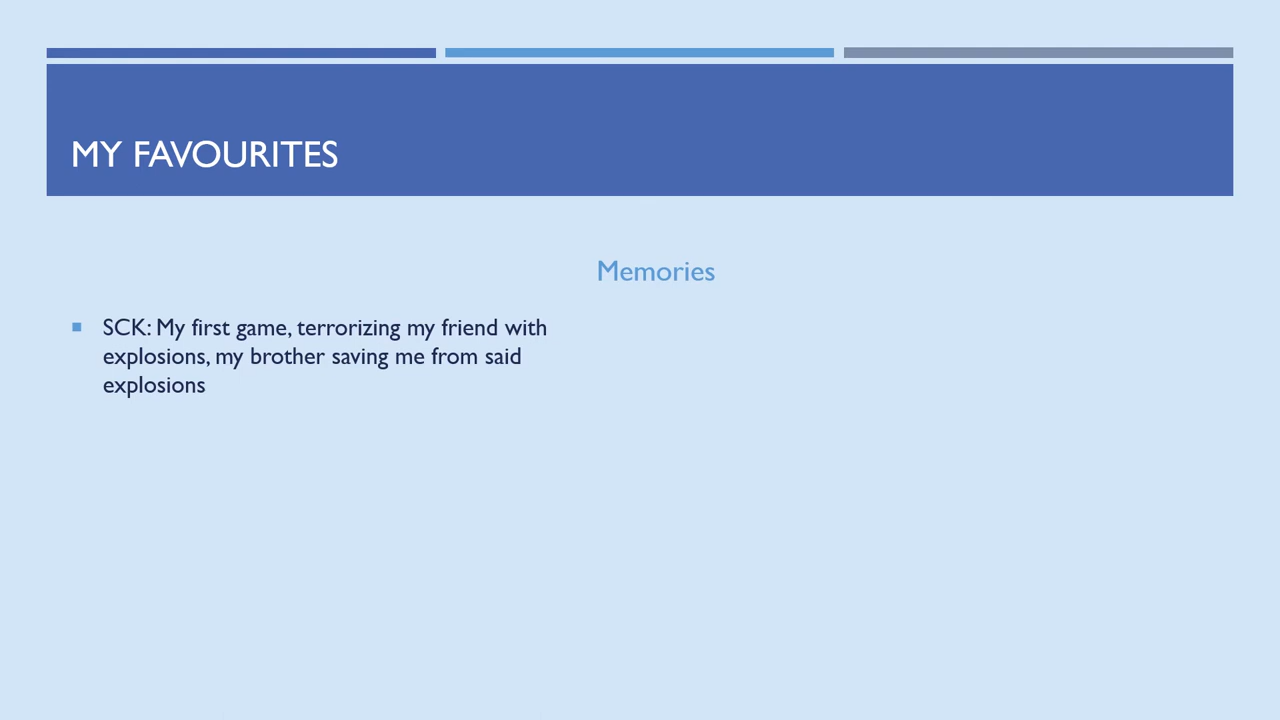 MY FAVOURITES
Memories
SCK: My first game, terrorizing my friend with
explosions, my brother saving me from said
explosions